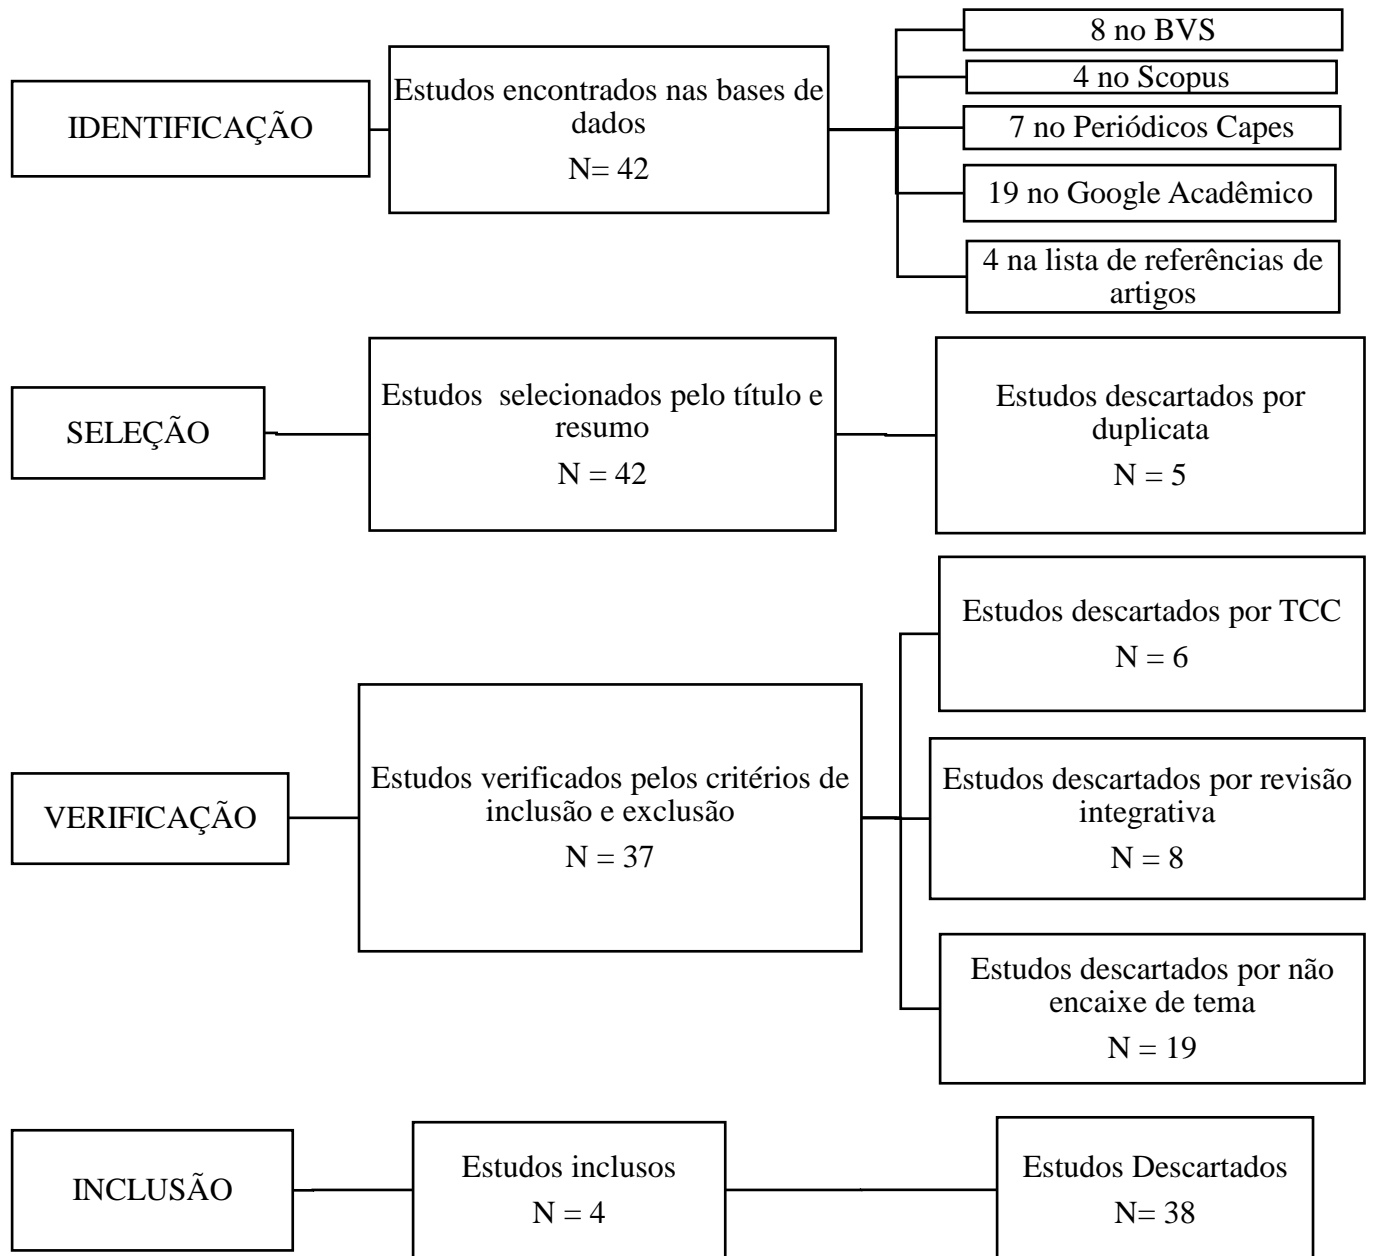 IDENTIFICAÇÃO
Estudos encontrados nas bases de
dados
N= 42
8 no BVS
4 no Scopus
7 no Periódicos Capes
19 no Google Acadêmico
4 na lista de referências de
artigos
SELEÇÃO
Estudos selecionados pelo título e
resumo
N = 42
Estudos descartados por
duplicata
N = 5
VERIFICAÇÃO
Estudos verificados pelos critérios de
inclusão e exclusão
N = 37
Estudos descartados por TCC
N = 6
Estudos descartados por revisão
integrativa
N = 8
Estudos descartados por não
encaixe de tema
N = 19
INCLUSÃO
Estudos inclusos
N = 4
Estudos Descartados
N= 38